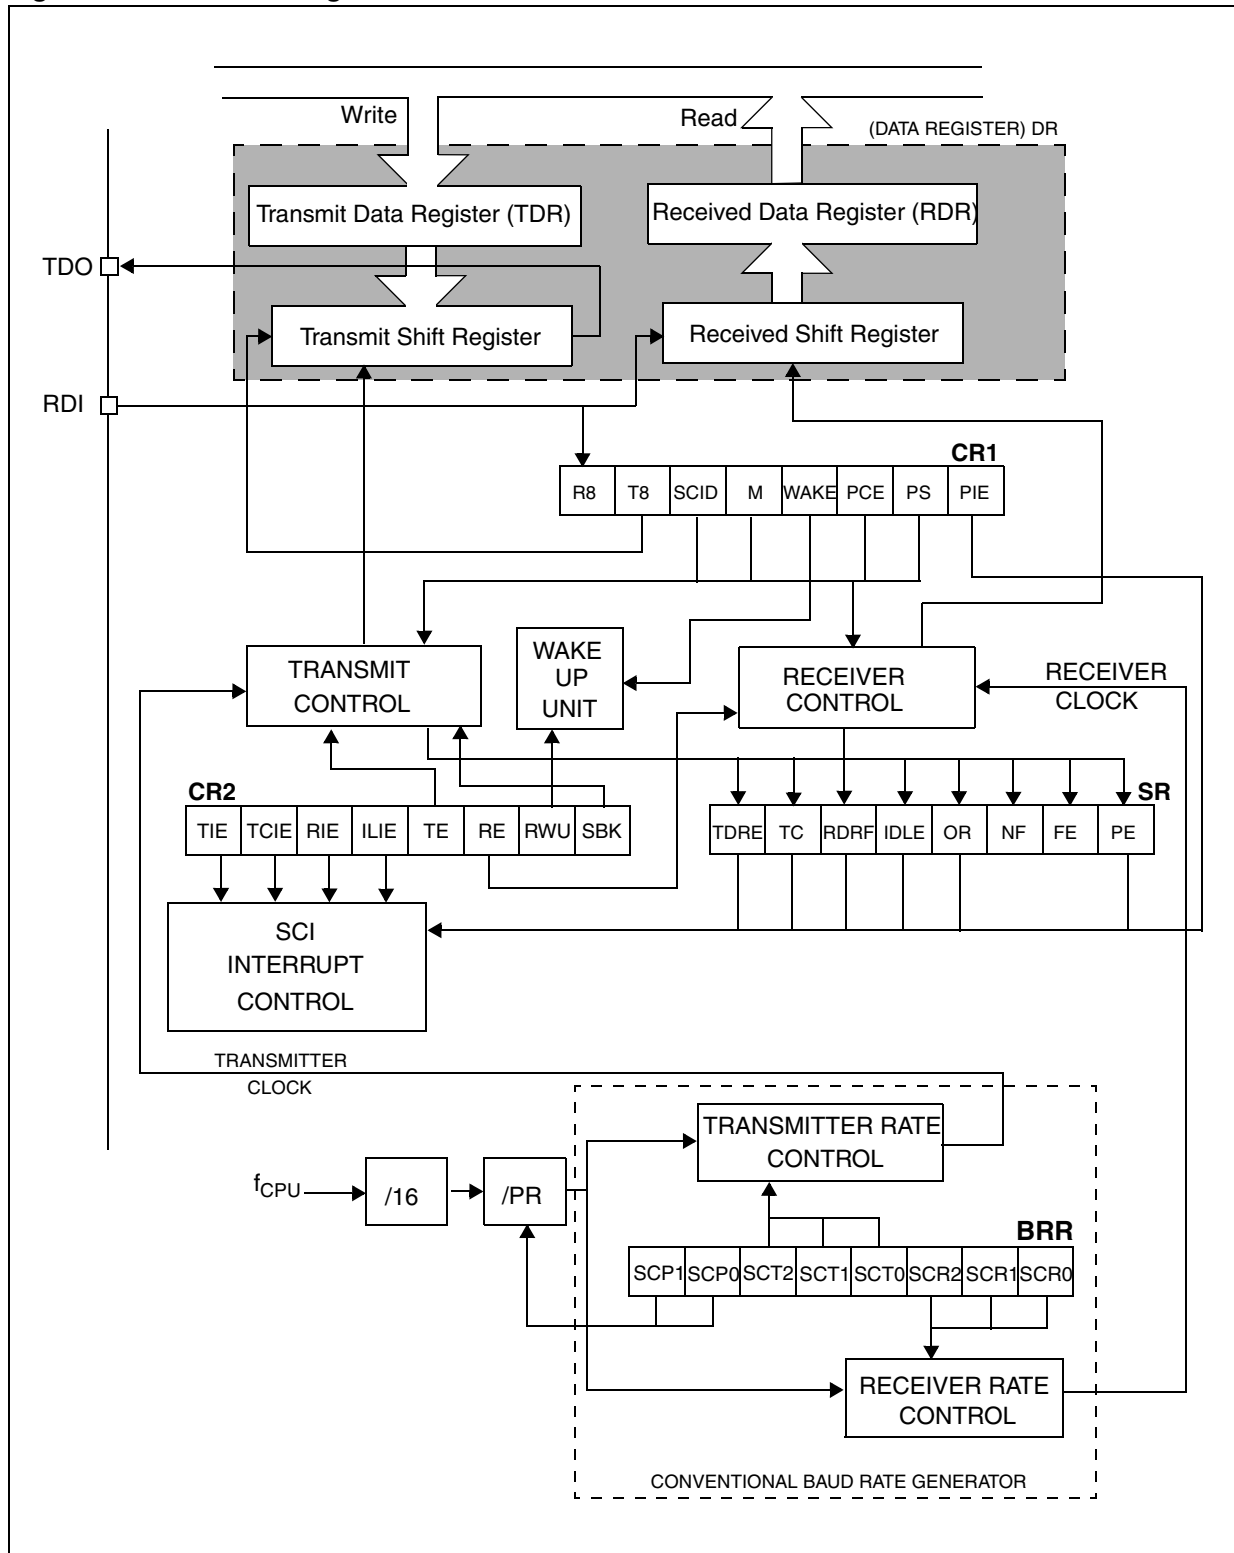 Write
Read
(DATA REGISTER) DR
Transmit Data Register (TDR)
Received Data Register (RDR)
TDO
Transmit Shift Register
Received Shift Register
RDI
CR1
R8 T8 SCID M WAKE PCE PS PIE
TRANSMIT
CONTROL
WAKE
UP
UNIT
RECEIVER
CONTROL
RECEIVER
CLOCK
CR2
SR
TIE TCIE RIE ILIE TE RE RWU SBK
TDRE TC RDRF IDLE OR NF FE PE
SCI
INTERRUPT
CONTROL
TRANSMITTER
CLOCK
TRANSMITTER RATE
CONTROL
fCPU
/16
/PR
BRR
SCP1 SCP0 SCT2 SCT1 SCT0 SCR2 SCR1 SCR0
RECEIVER RATE
CONTROL
CONVENTIONAL BAUD RATE GENERATOR